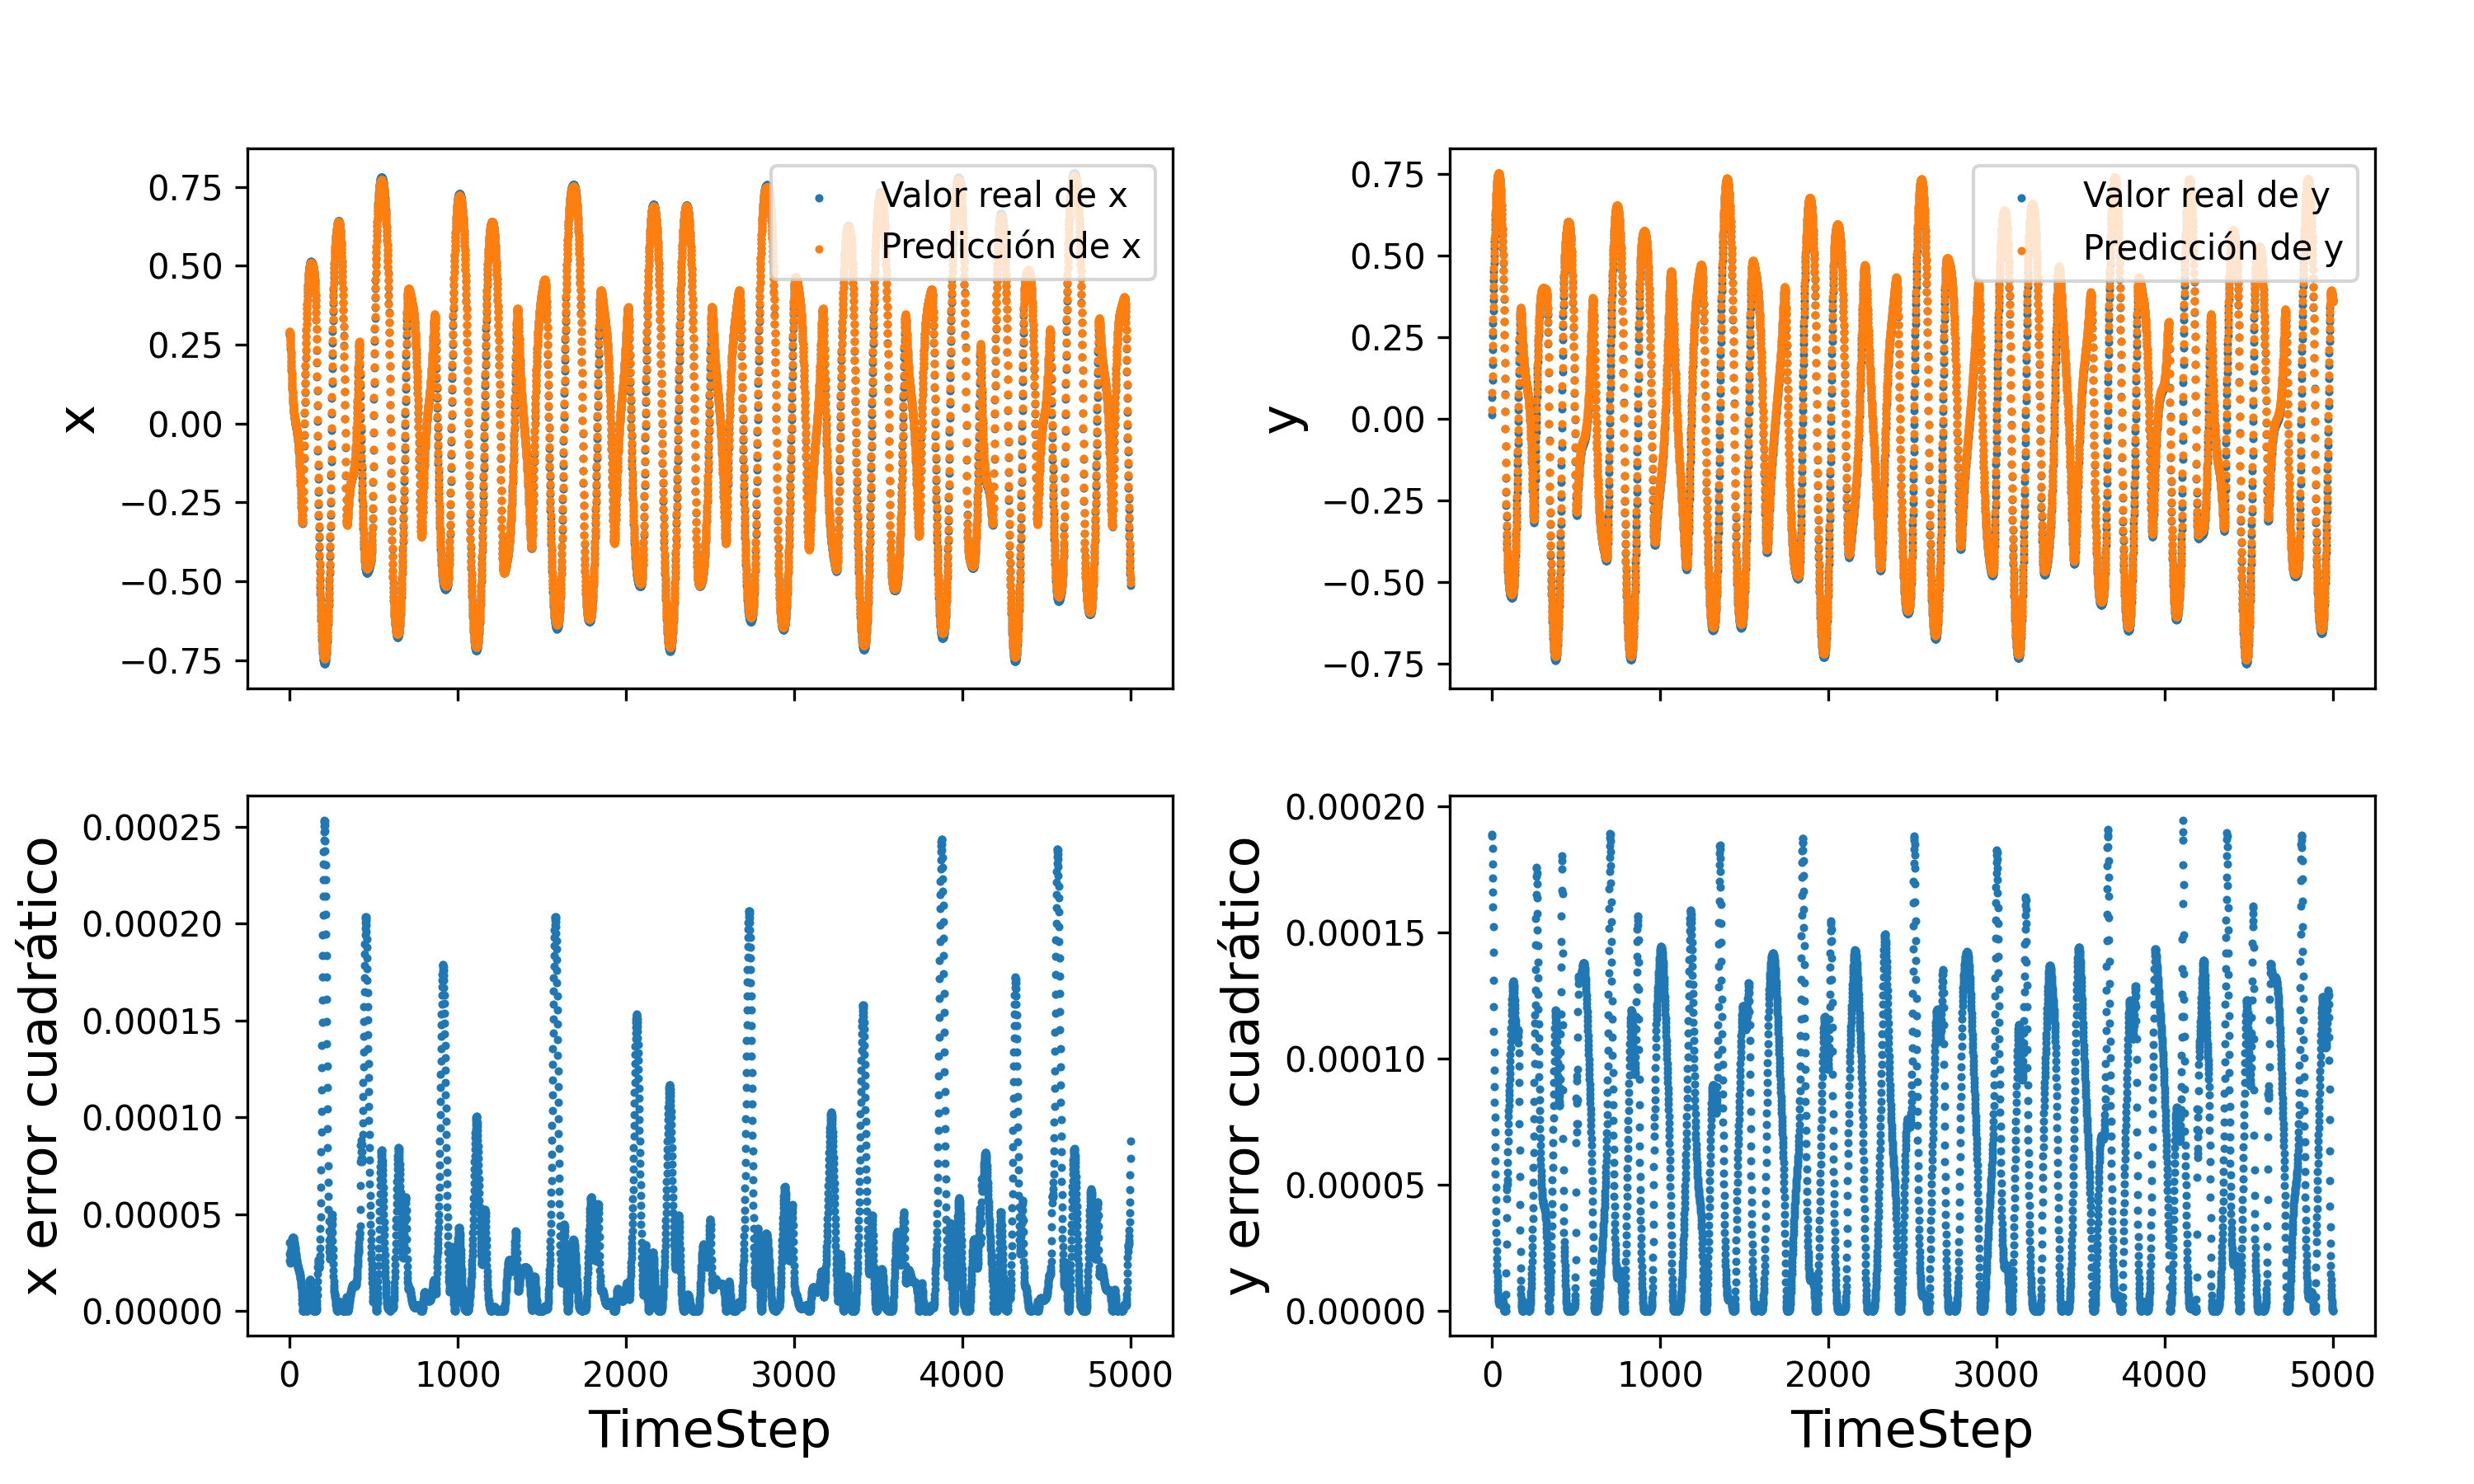 x
0.75
0.50
0.25
0.00
−0.25
−0.50
−0.75
Valor real de x
Predicción de x
y
0.75
0.50
0.25
0.00
−0.25
−0.50
−0.75
Valor real de y
Predicción de y
x error cuadrático
0.00025
0.00020
0.00015
0.00010
0.00005
0.00000
0 1000 2000 3000 4000 5000
TimeStep
y error cuadrático
0.00020
0.00015
0.00010
0.00005
0.00000
0 1000 2000 3000 4000 5000
TimeStep